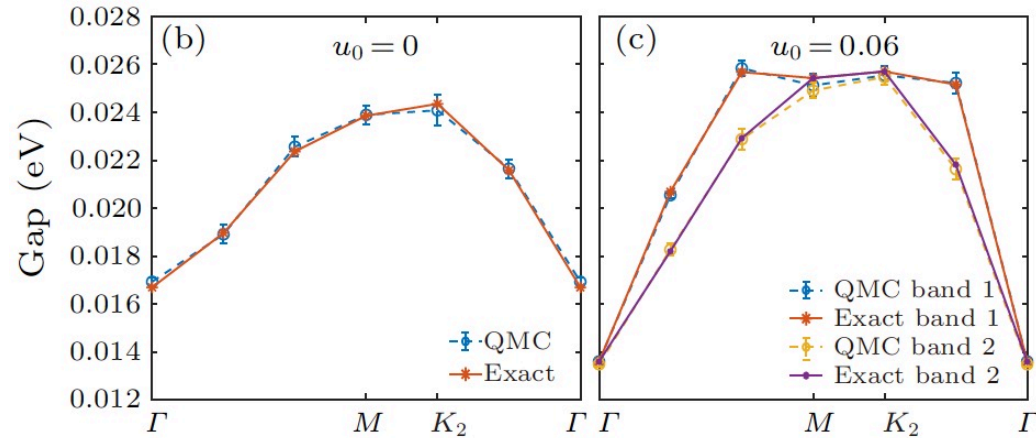 Gap (eV)
0.028
0.026
0.024
0.022
0.020
0.018
0.016
0.014
0.012
(b)
u₀ = 0
QMC
Exact
Γ
M
K₂
Γ
(c)
u₀ = 0.06
QMC band 1
Exact band 1
QMC band 2
Exact band 2
Γ
M
K₂
Γ